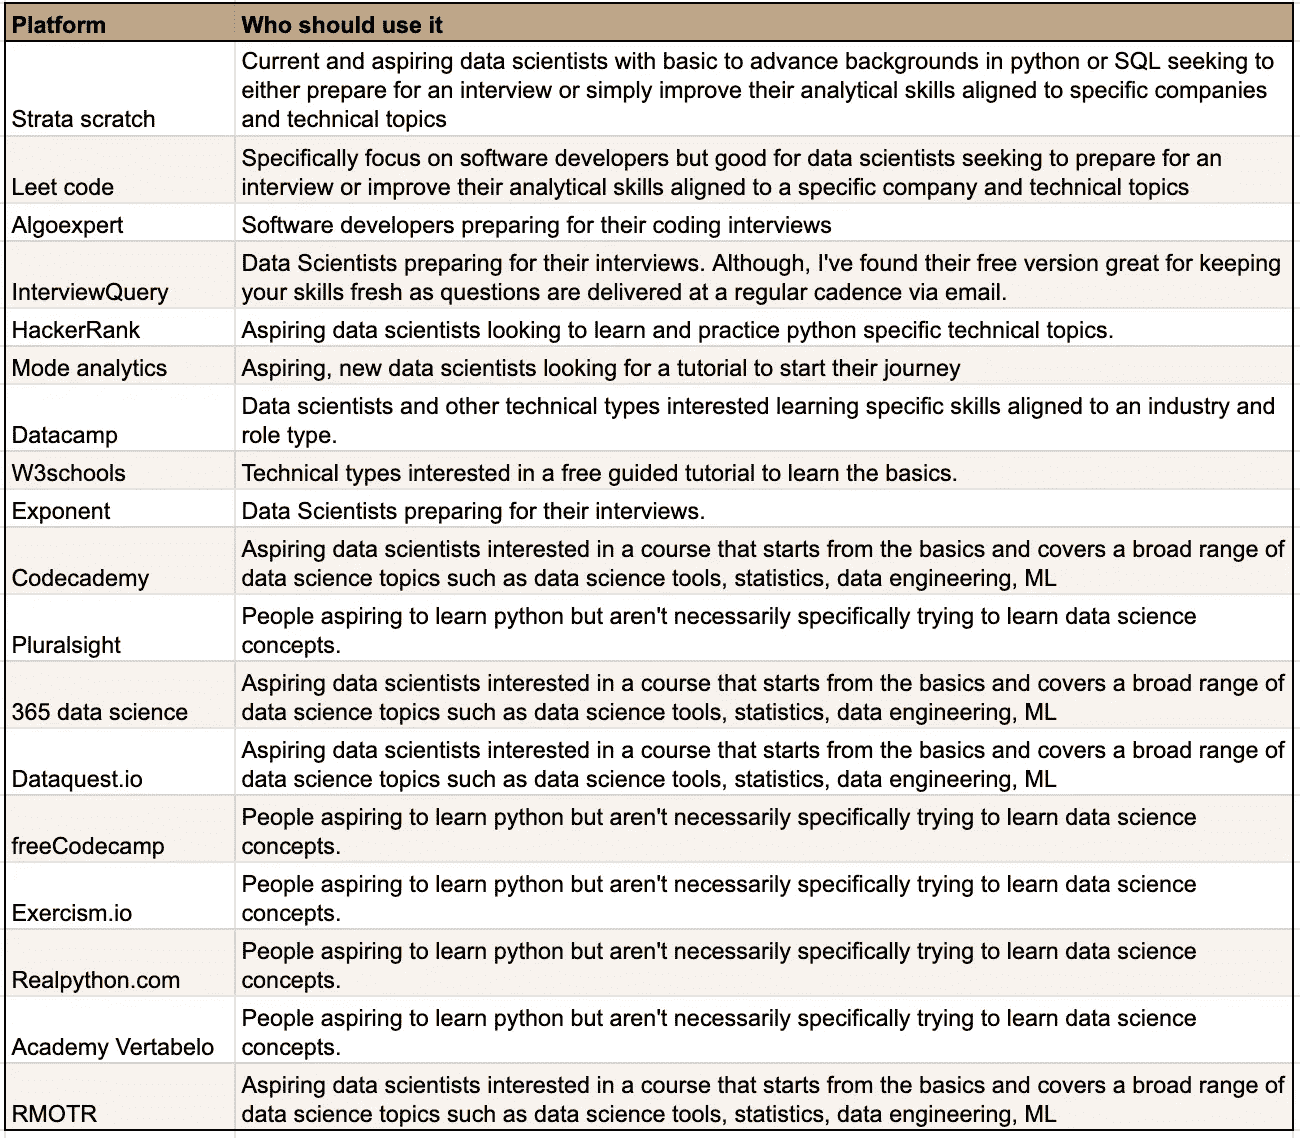 Platform Who should use it
Current and aspiring data scientists with basic to advance backgrounds in python or SQL seeking to
either prepare for an interview or simply improve their analytical skills aligned to specific companies
Strata scratch and technical topics
Specifically focus on software developers but good for data scientists seeking to prepare for an
Leet code interview or improve their analytical skills aligned to a specific company and technical topics
Algoexpert Software developers preparing for their coding interviews
Data Scientists preparing for their interviews. Although, I've found their free version great for keeping
InterviewQuery your skills fresh as questions are delivered at a regular cadence via email.
HackerRank Aspiring data scientists looking to learn and practice python specific technical topics.
Mode analytics Aspiring, new data scientists looking for a tutorial to start their journey
Data scientists and other technical types interested learning specific skills aligned to an industry and
Datacamp role type.
W3schools Technical types interested in a free guided tutorial to learn the basics.
Exponent Data Scientists preparing for their interviews.
Aspiring data scientists interested in a course that starts from the basics and covers a broad range of
Codecademy data science topics such as data science tools, statistics, data engineering, ML
People aspiring to learn python but aren't necessarily specifically trying to learn data science
Pluralsight concepts.
Aspiring data scientists interested in a course that starts from the basics and covers a broad range of
365 data science data science topics such as data science tools, statistics, data engineering, ML
Aspiring data scientists interested in a course that starts from the basics and covers a broad range of
Dataquest.io data science topics such as data science tools, statistics, data engineering, ML
People aspiring to learn python but aren't necessarily specifically trying to learn data science
freeCodecamp concepts.
People aspiring to learn python but aren't necessarily specifically trying to learn data science
Exercism.io concepts.
People aspiring to learn python but aren't necessarily specifically trying to learn data science
Realpython.com concepts.
People aspiring to learn python but aren't necessarily specifically trying to learn data science
Academy Vertabelo concepts.
Aspiring data scientists interested in a course that starts from the basics and covers a broad range of
RMOTR data science topics such as data science tools, statistics, data engineering, ML